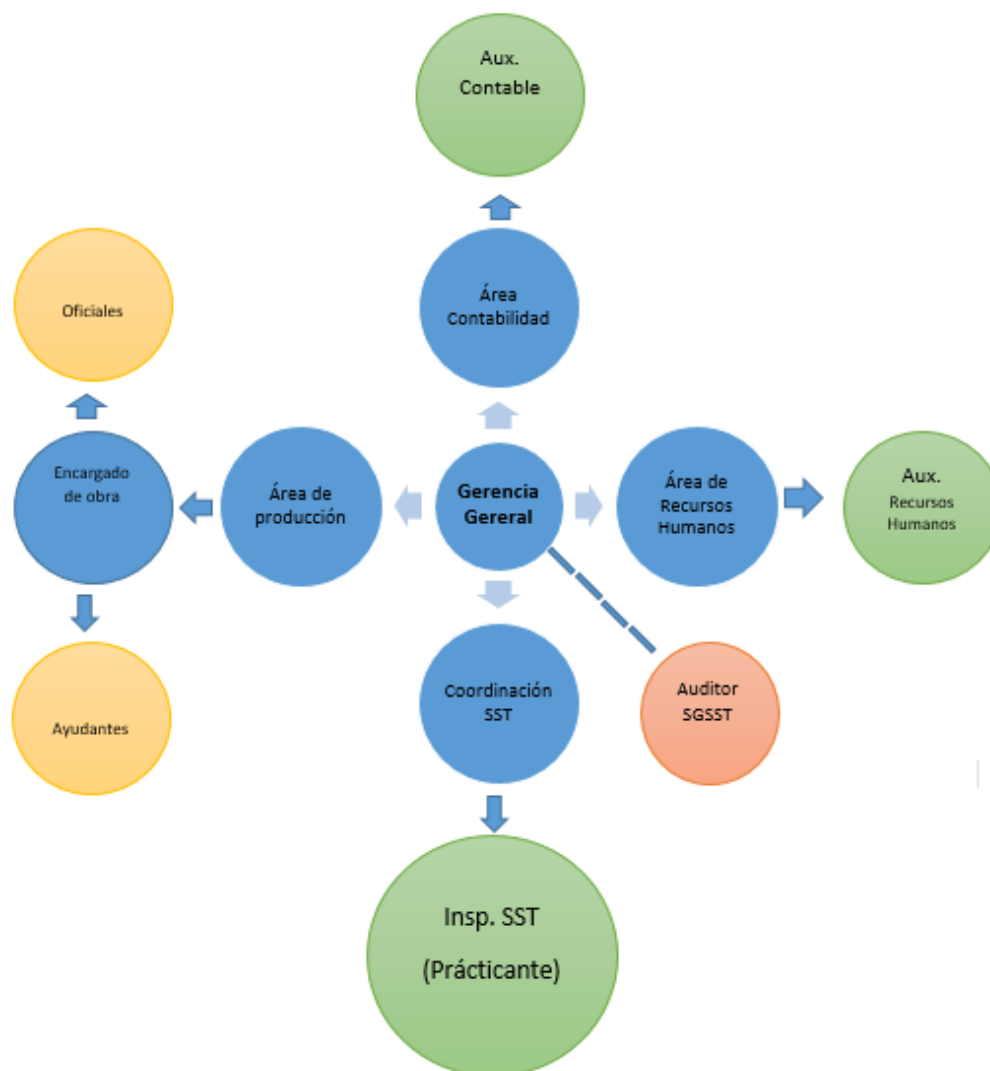 Aux.
Contable
Oficiales
Área
Contabilidad
Encargado
de obra
Área de
producción
Gerencia
Gereral
Área de
Recursos
Humanos
Aux.
Recursos
Humanos
Ayudantes
Coordinación
SST
Auditor
SGSST
Insp. SST
(Prácticante)